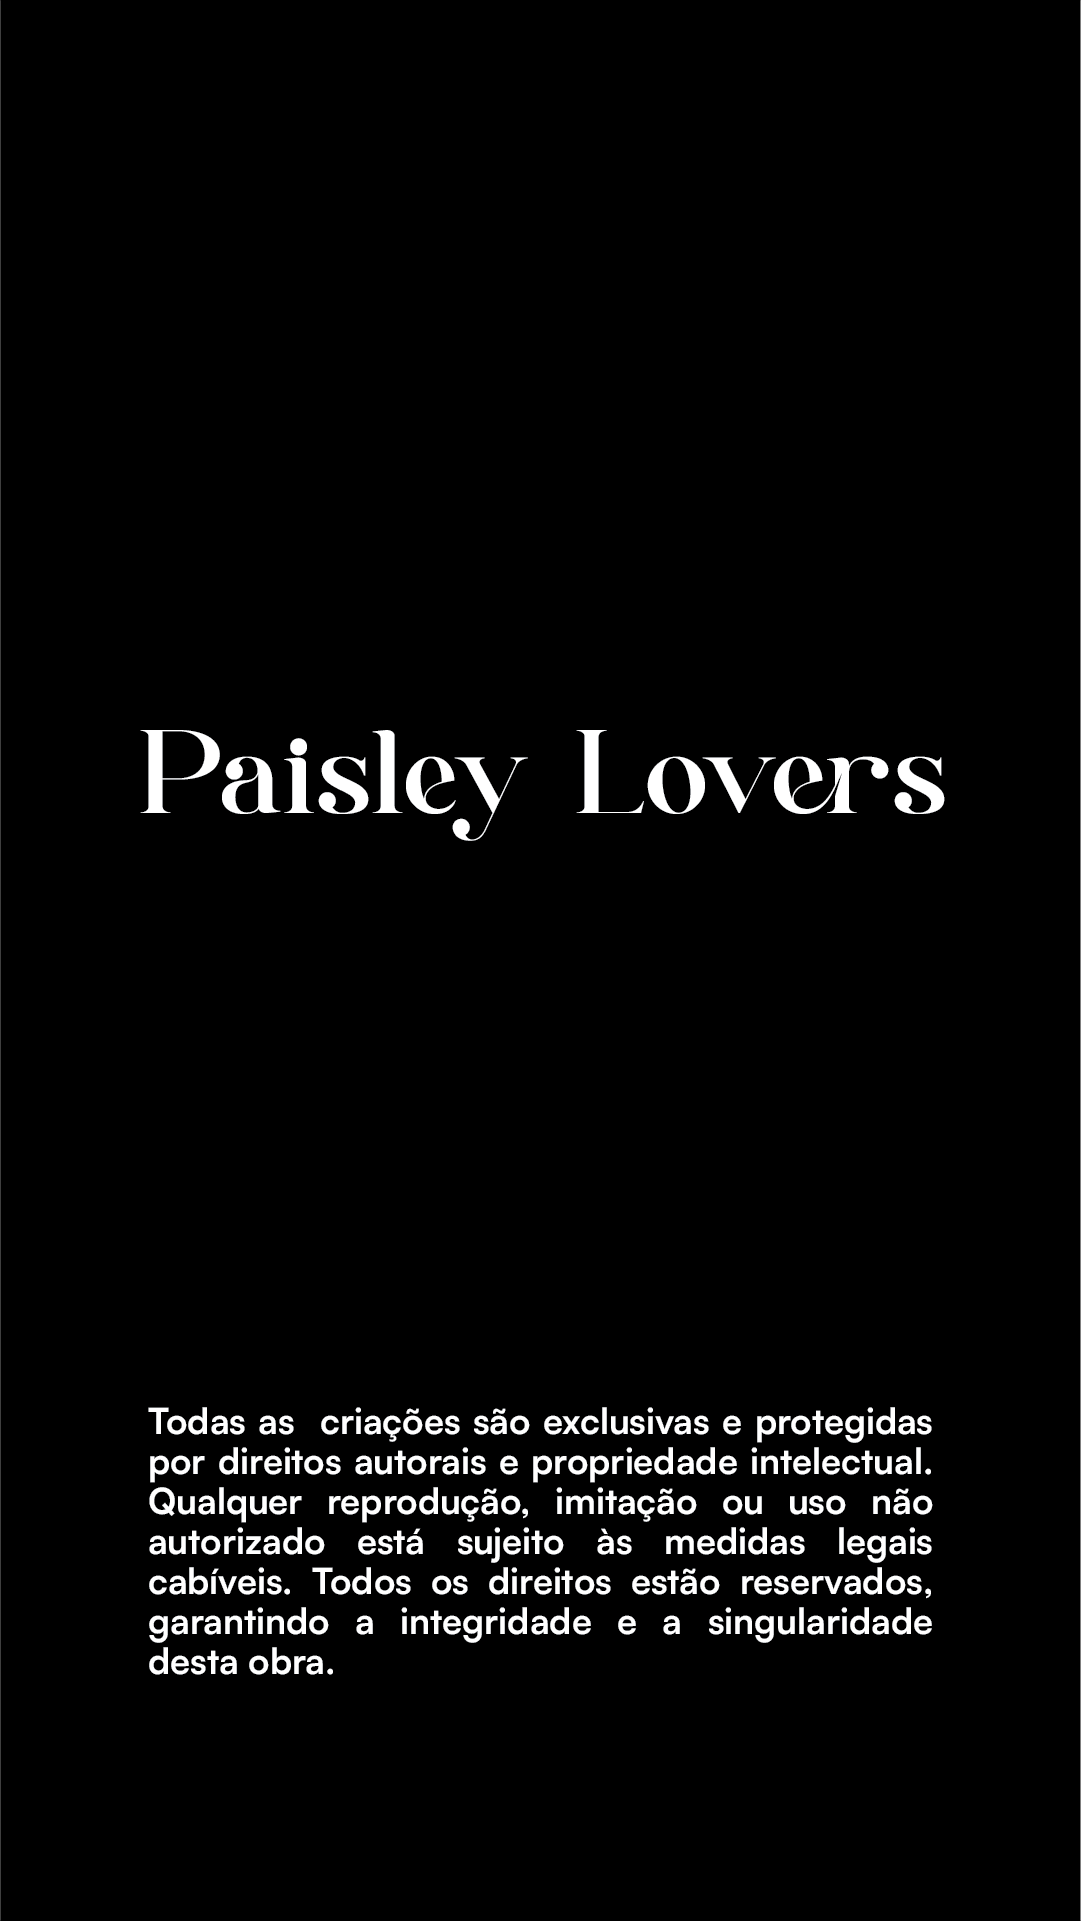 Paisley Lovers
Todas as  criações são exclusivas e protegidas
por direitos autorais e propriedade intelectual.
Qualquer reprodução, imitação ou uso não
autorizado está sujeito às medidas legais
cabíveis. Todos os direitos estão reservados,
garantindo a integridade e a singularidade
desta obra.